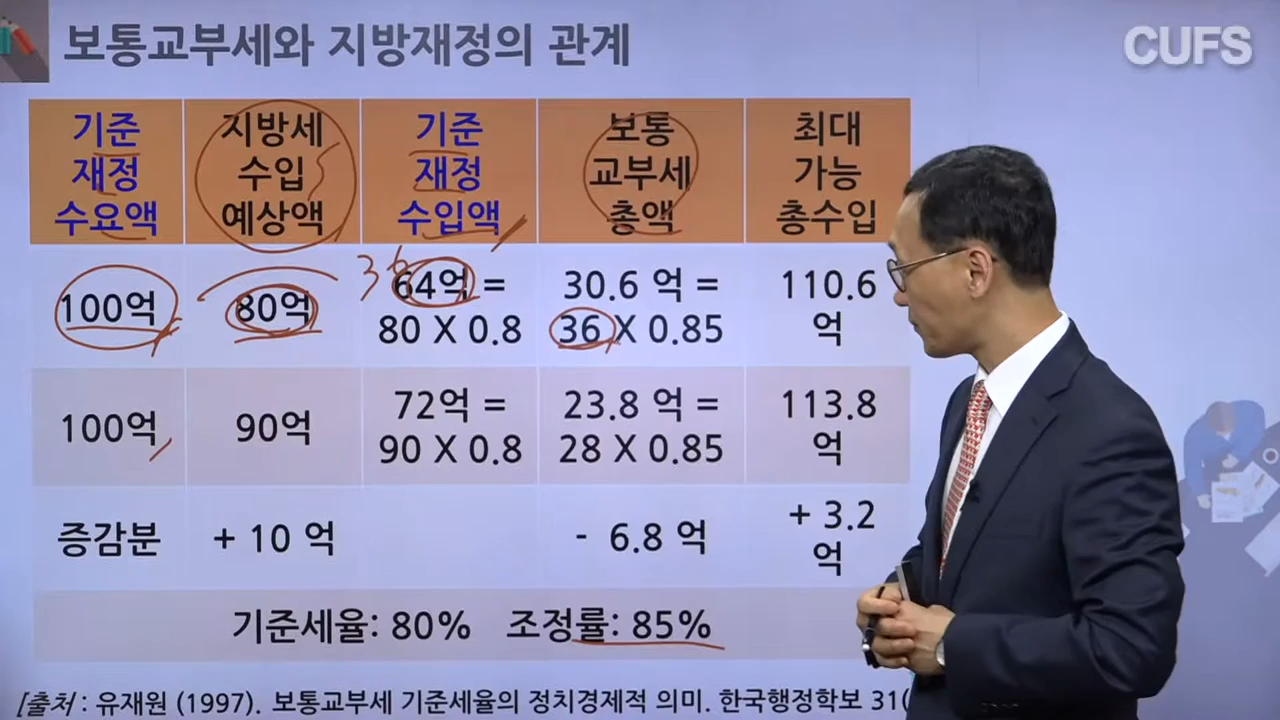 보통교부세와 지방재정의 관계
CUFS
기준 재정 수요액
지방세 수입 예상액
기준 재정 수입액
보통 교부세 총액
최대 가능 총수입
100억
80억
36
64억 =
80 X 0.8
30.6 억 =
36 X 0.85
110.6
억
100억
90억
72억 =
90 X 0.8
23.8 억 =
28 X 0.85
113.8
억
증감분
+ 10 억
- 6.8 억
+ 3.2
억
기준세율: 80% 조정률: 85%
[출처 : 유재원 (1997). 보통교부세 기준세율의 정치경제적 의미. 한국행정학보 31(